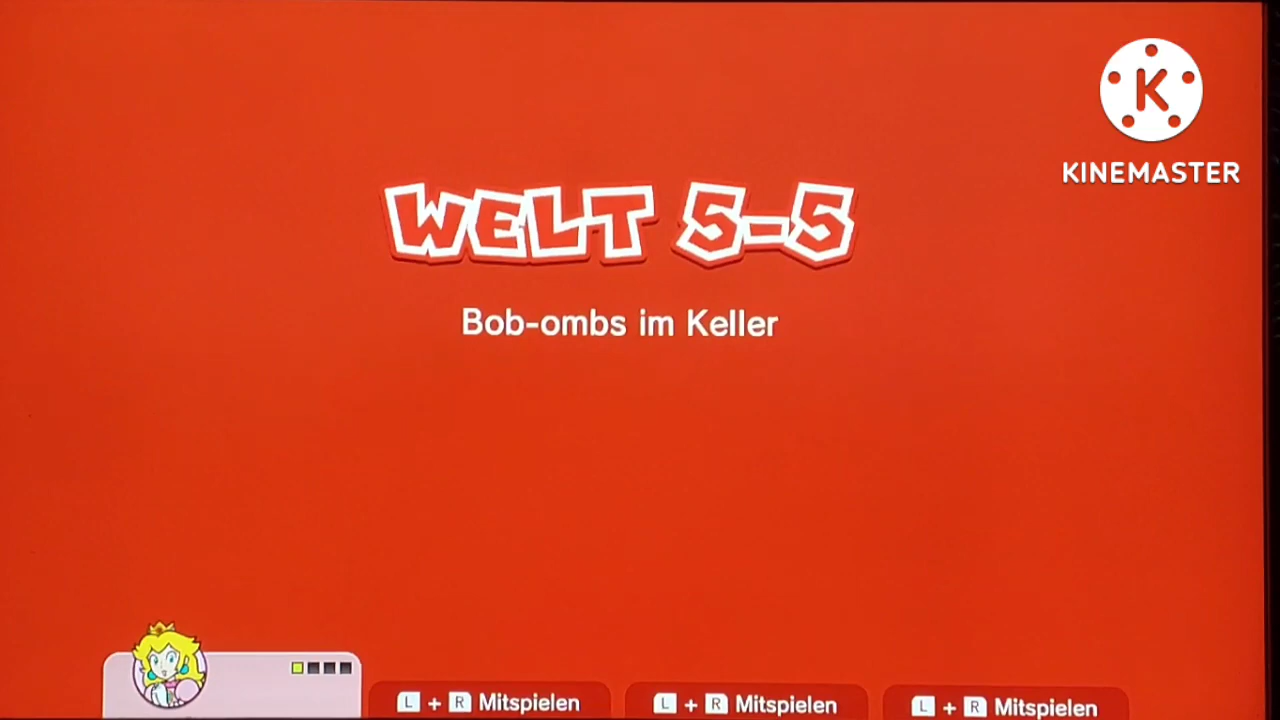 K
KINEMASTER
WELT 5-5
Bob-ombs im Keller
L + R Mitspielen
L + R Mitspielen
L + R Mitspielen